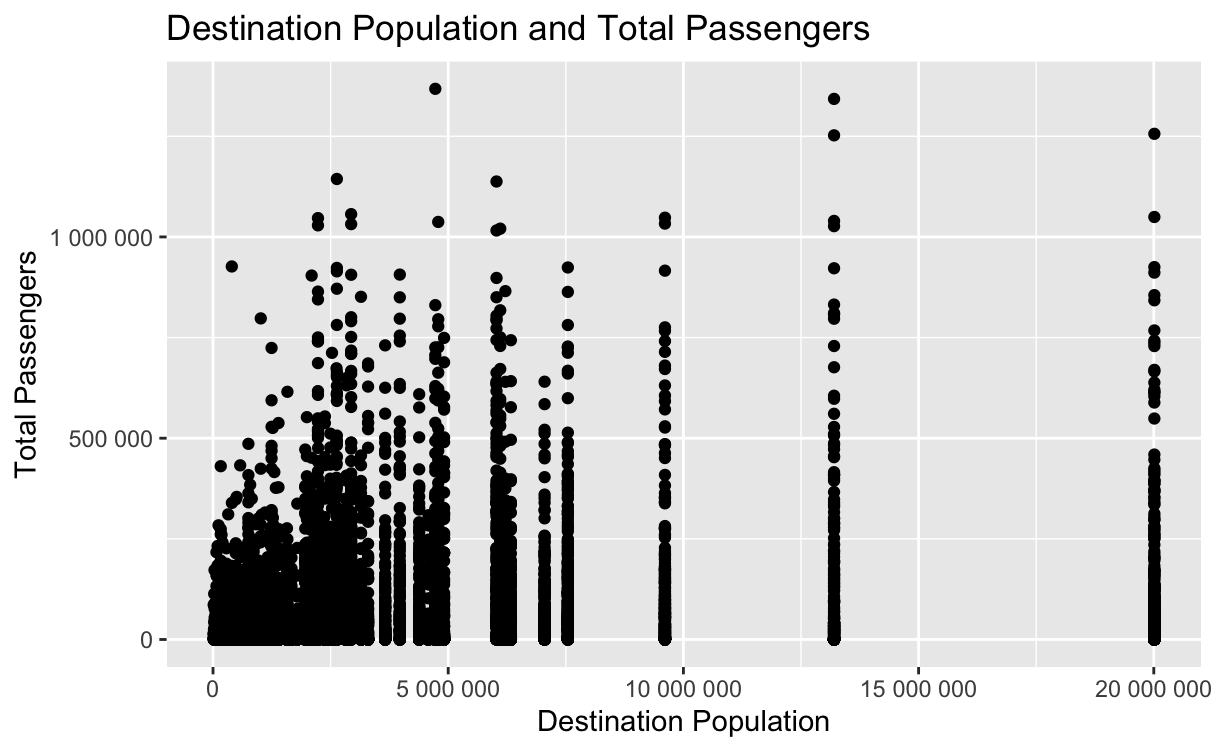 Destination Population and Total Passengers
Total Passengers
1 000 000
500 000
0
0 5 000 000 10 000 000 15 000 000 20 000 000
Destination Population